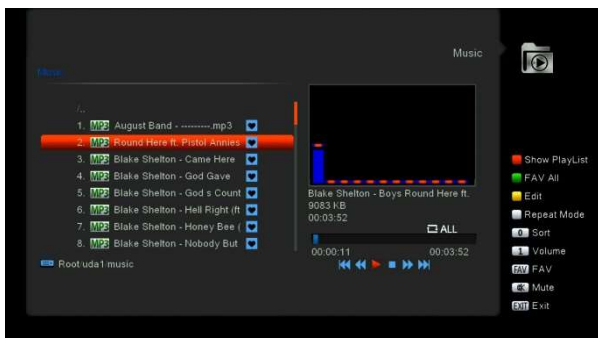 Music
Menu
/..
1. MP3 August Band - ---------.mp3
2. MP3 Round Here ft. Pistol Annies
3. MP3 Blake Shelton - Came Here
4. MP3 Blake Shelton - God Gave
5. MP3 Blake Shelton - God s Count
6. MP3 Blake Shelton - Hell Right (ft
7. MP3 Blake Shelton - Honey Bee (
8. MP3 Blake Shelton - Nobody But
Root/uda1/music
Blake Shelton - Boys Round Here ft.
9083 KB
00:03:52
ALL
00:00:11 00:03:52
Show PlayList
FAV All
Edit
Repeat Mode
0 Sort
1 Volume
FAV FAV
OK Mute
EXIT Exit